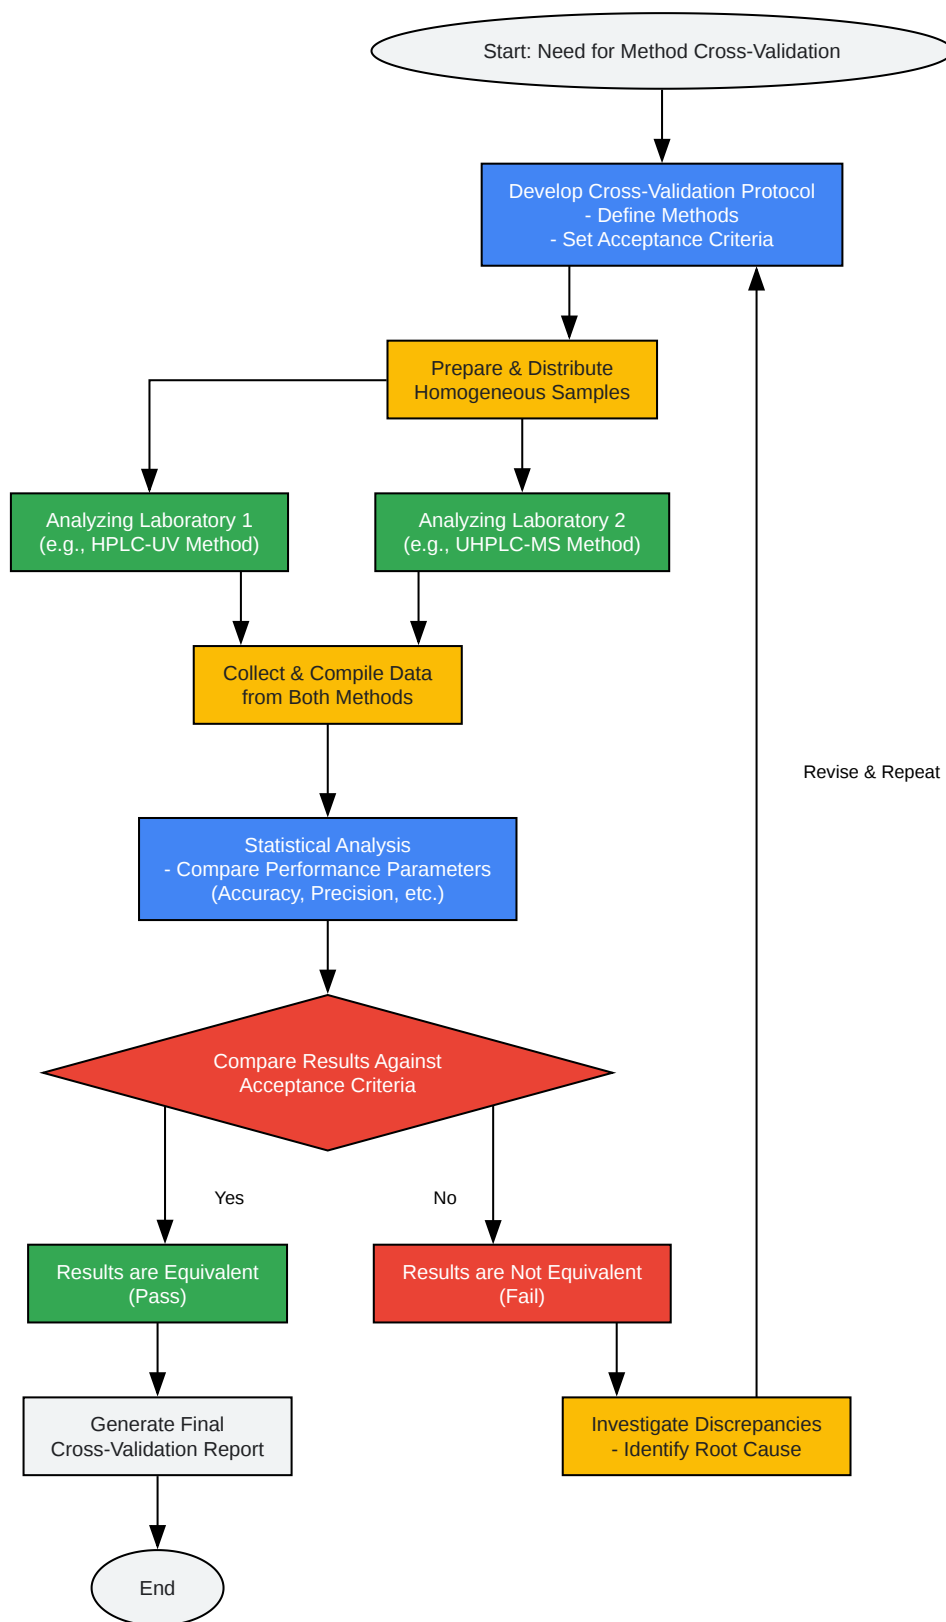 Start: Need for Method Cross-Validation
Develop Cross-Validation Protocol
- Define Methods
- Set Acceptance Criteria
Prepare & Distribute
Homogeneous Samples
Analyzing Laboratory 1
(e.g., HPLC-UV Method)
Analyzing Laboratory 2
(e.g., UHPLC-MS Method)
Collect & Compile Data
from Both Methods
Revise & Repeat
Statistical Analysis
- Compare Performance Parameters
(Accuracy, Precision, etc.)
Compare Results Against
Acceptance Criteria
Yes
No
Results are Equivalent
(Pass)
Results are Not Equivalent
(Fail)
Generate Final
Cross-Validation Report
Investigate Discrepancies
- Identify Root Cause
End